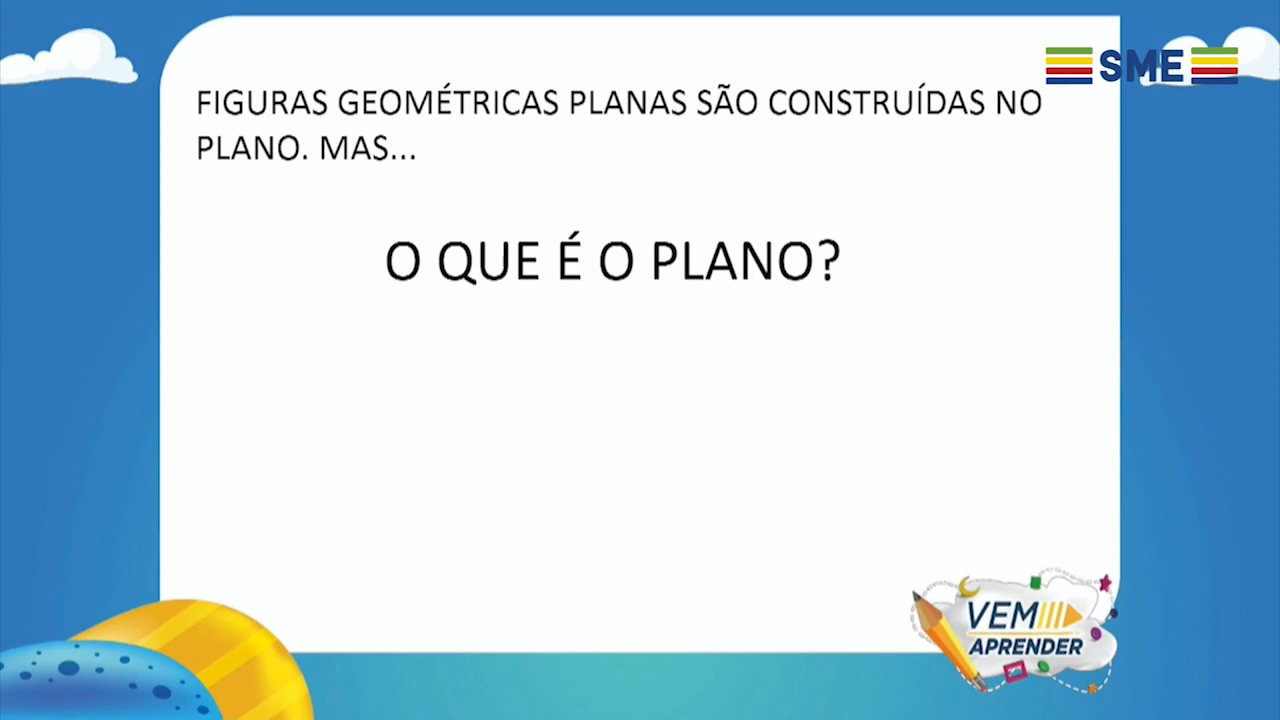 SME
FIGURAS GEOMÉTRICAS PLANAS SÃO CONSTRUÍDAS NO
PLANO. MAS...
O QUE É O PLANO?
VEM
APRENDER